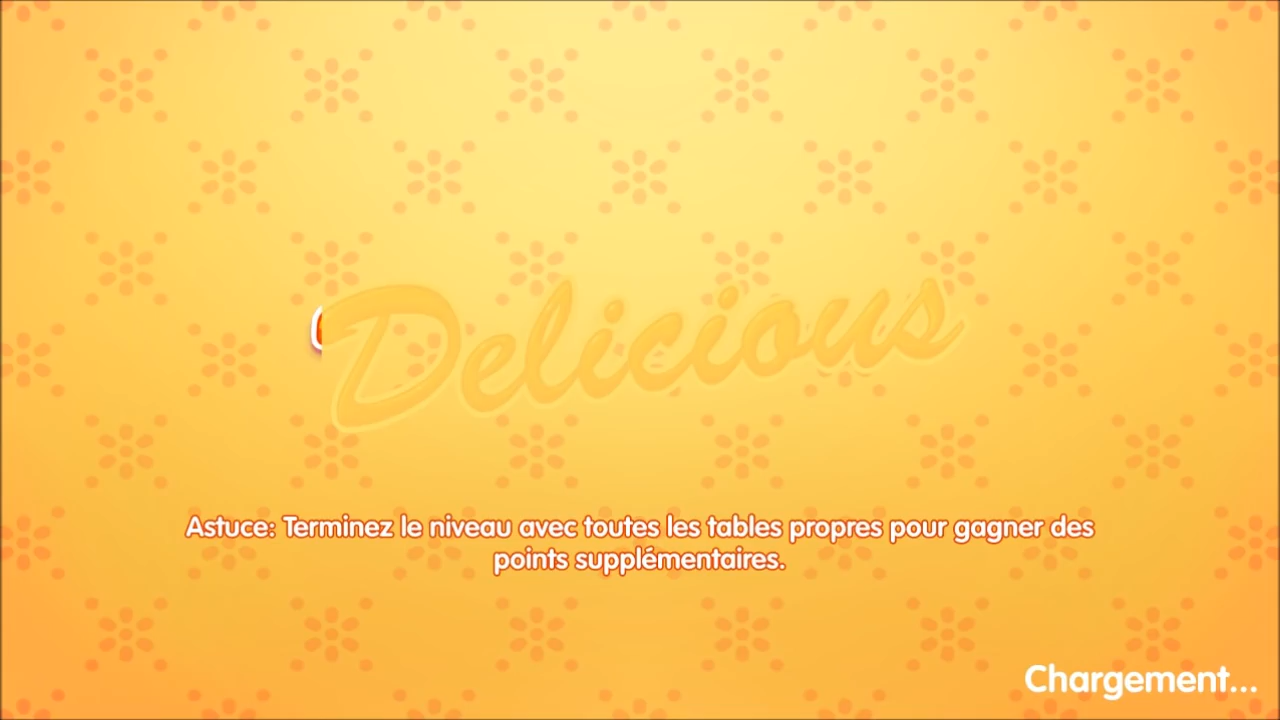 Delicious
Astuce: Terminez le niveau avec toutes les tables propres pour gagner des
points supplémentaires.
Chargement...